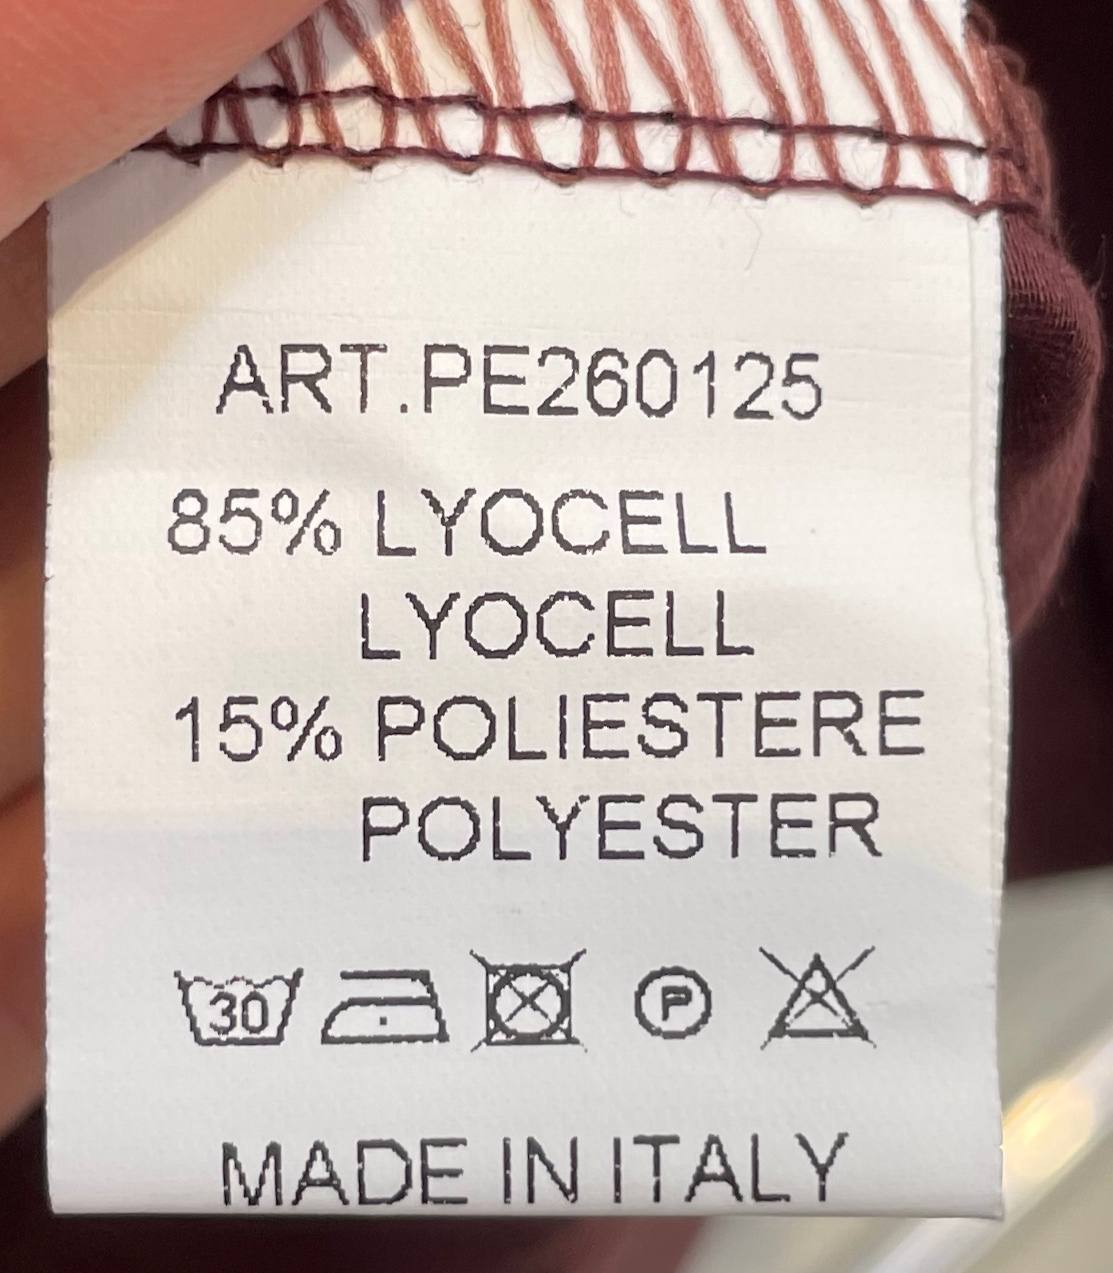 ART.PE260125
85% LYOCELL
LYOCELL
15% POLIESTERE
POLYESTER
30 P
MADE IN ITALY